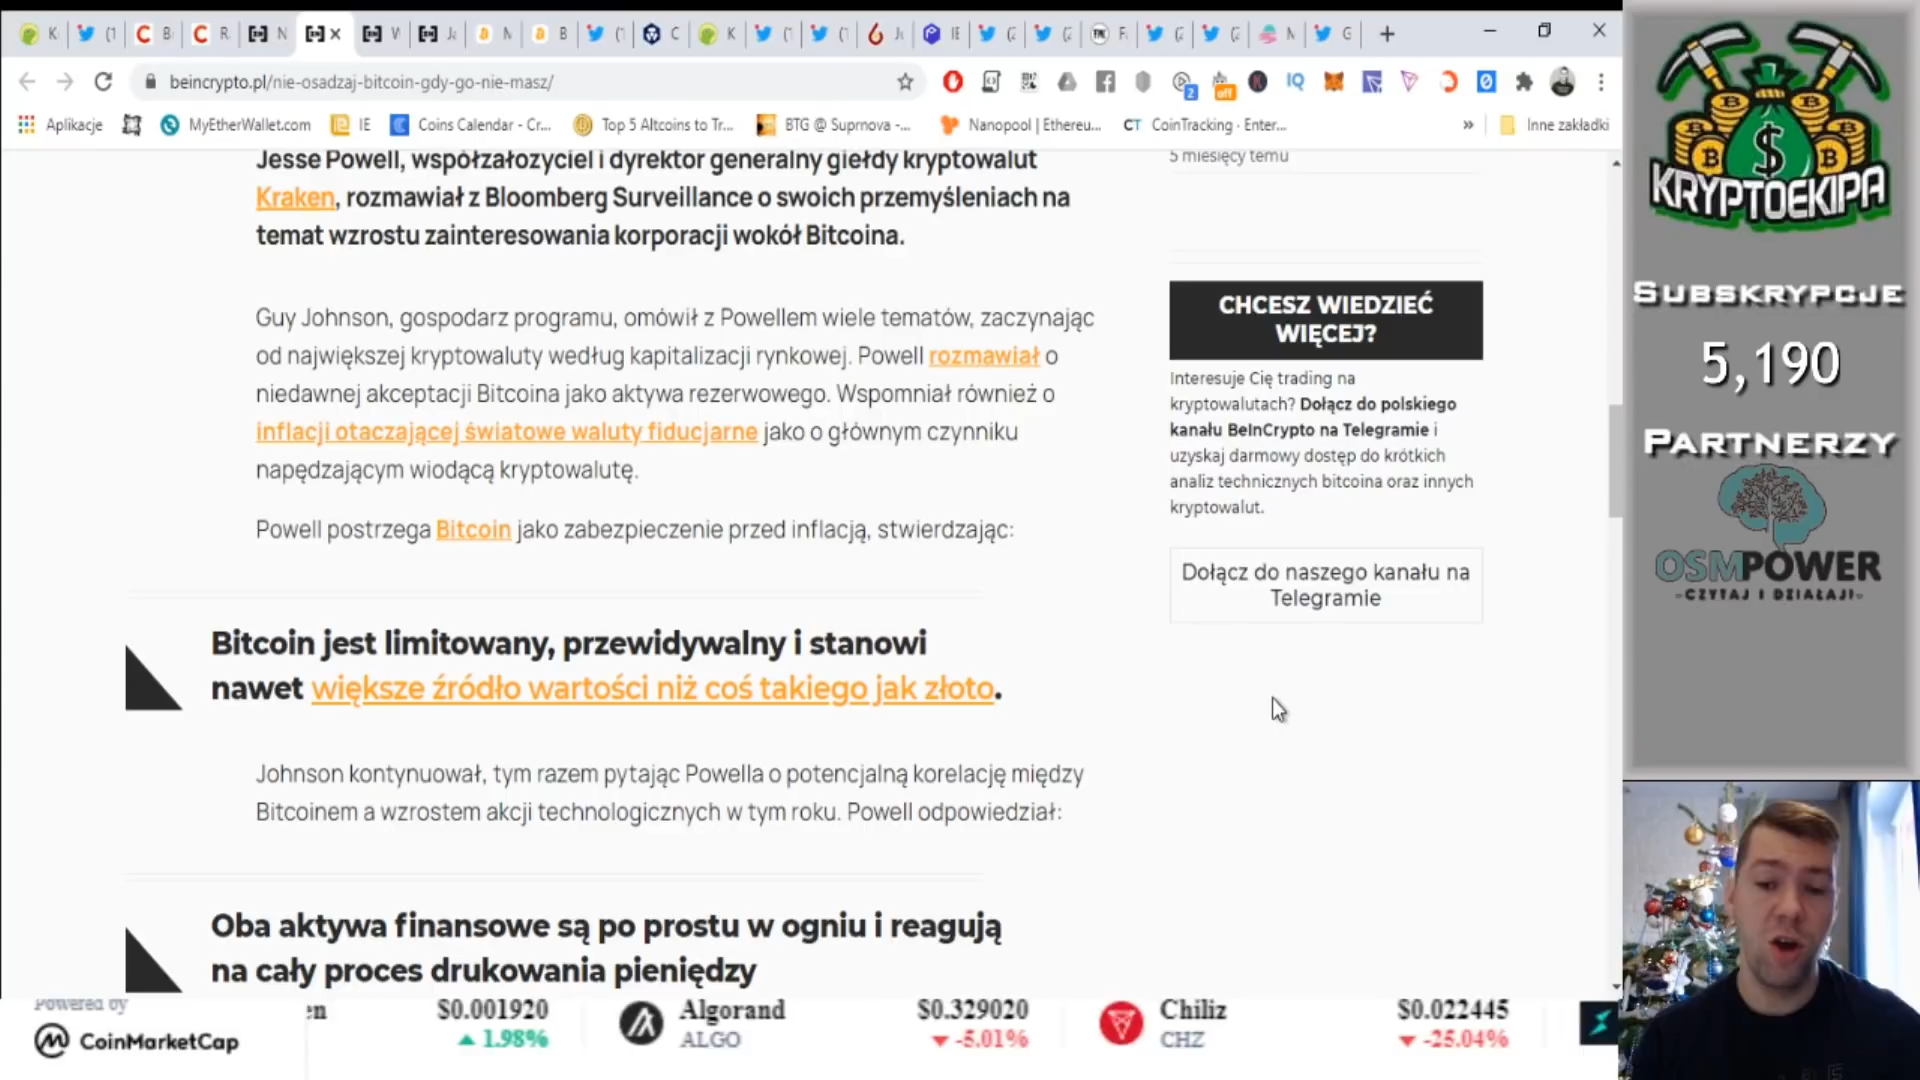 beincrypto.pl/nie-osadzaj-bitcoin-gdy-go-nie-masz/
Aplikacje
MyEtherWallet.com
IE
Coins Calendar - Cr...
Top 5 Altcoins to Tr...
BTG @ Suprnova -...
Nanopool | Ethereu...
CT CoinTracking · Enter...
»
Inne zakładki
Jesse Powell, współzałożyciel i dyrektor generalny giełdy kryptowalut
Kraken, rozmawiał z Bloomberg Surveillance o swoich przemyśleniach na
temat wzrostu zainteresowania korporacji wokół Bitcoina.
Guy Johnson, gospodarz programu, omówił z Powellem wiele tematów, zaczynając
od największej kryptowaluty według kapitalizacji rynkowej. Powell rozmawiał o
niedawnej akceptacji Bitcoina jako aktywa rezerwowego. Wspomniał również o
inflacji otaczającej światowe waluty fiducjarne jako o głównym czynniku
napędzającym wiodącą kryptowalutę.
Powell postrzega Bitcoin jako zabezpieczenie przed inflacją, stwierdzając:
Bitcoin jest limitowany, przewidywalny i stanowi
nawet większe źródło wartości niż coś takiego jak złoto.
Johnson kontynuował, tym razem pytając Powella o potencjalną korelację między
Bitcoinem a wzrostem akcji technologicznych w tym roku. Powell odpowiedział:
Oba aktywa finansowe są po prostu w ogniu i reagują
na cały proces drukowania pieniędzy
5 miesięcy temu
CHCESZ WIEDZIEĆ
WIĘCEJ?
Interesuje Cię trading na
kryptowalutach? Dołącz do polskiego
kanału BeInCrypto na Telegramie i
uzyskaj darmowy dostęp do krótkich
analiz technicznych bitcoina oraz innych
kryptowalut.
Dołącz do naszego kanału na
Telegramie
KRYPTOEKIPA
SUBSKRYPCJE
5,190
PARTNERZY
OSMPOWER
-CZYTAJ I DZIAŁAJ!-
Powered by
CoinMarketCap
en
$0.001920
▲ 1.98%
Algorand
ALGO
$0.329020
▼ -5.01%
Chiliz
CHZ
$0.022445
▼ -25.04%